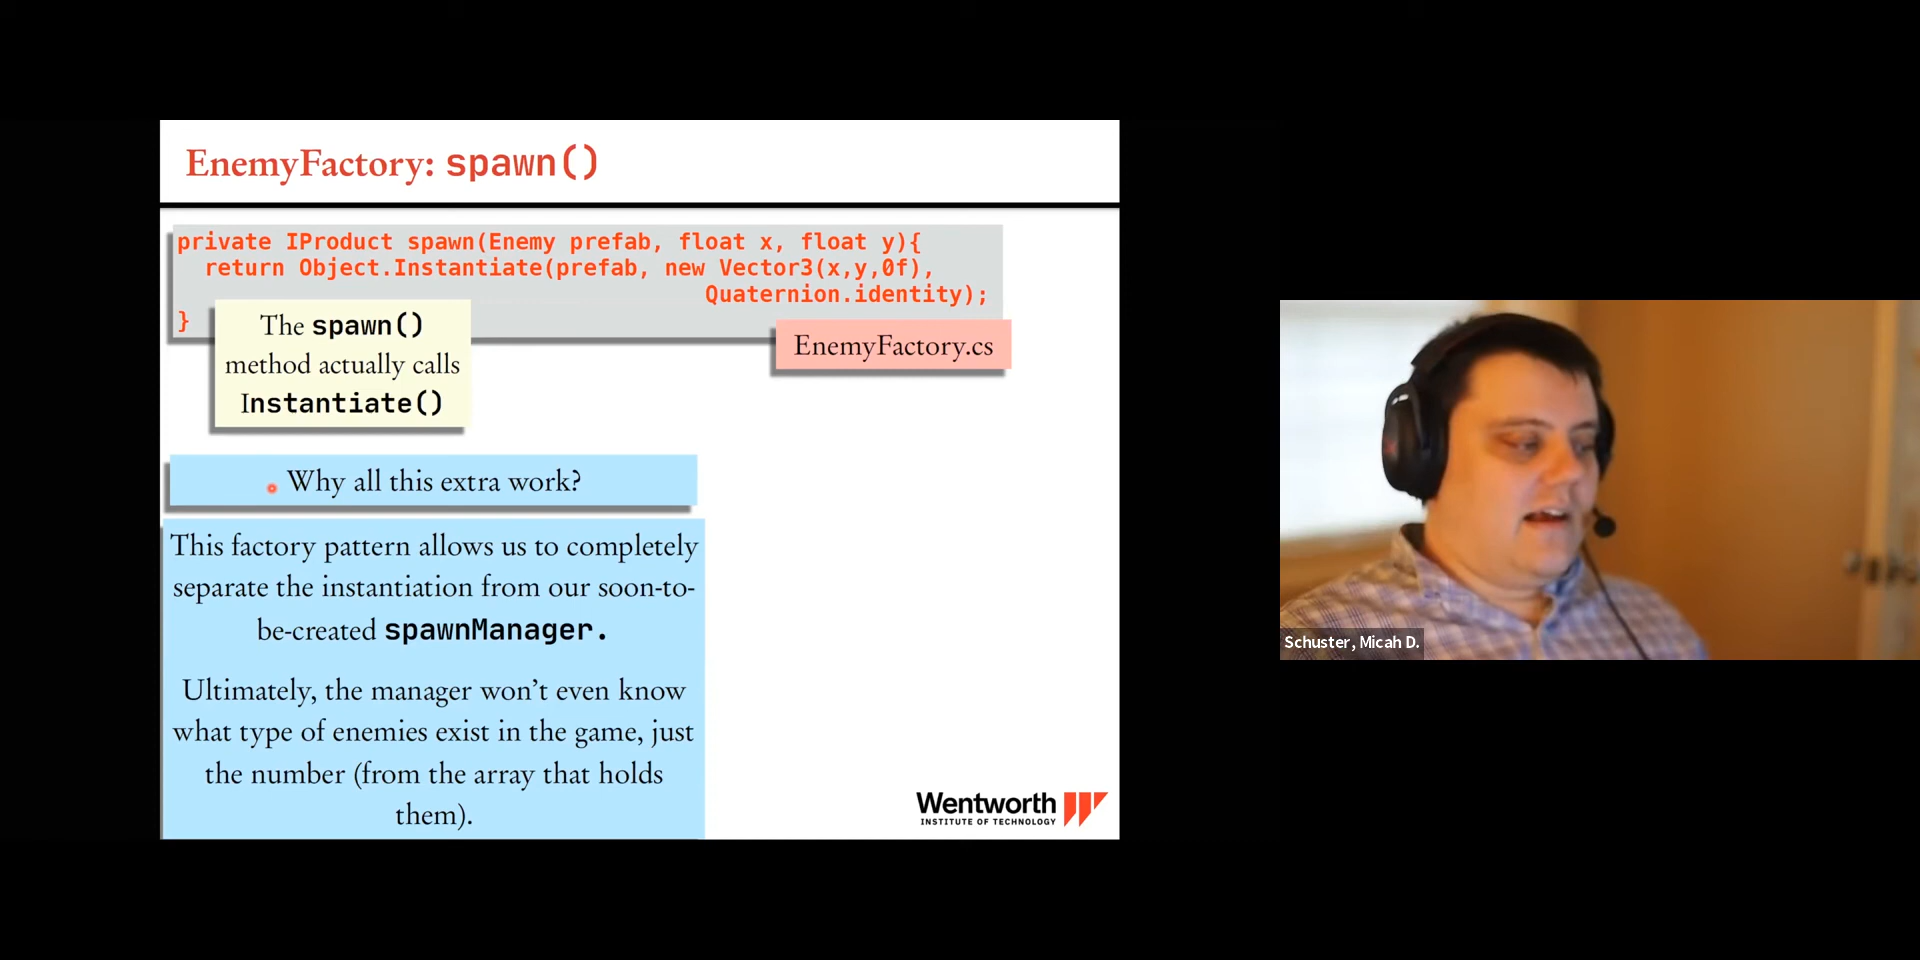 EnemyFactory: spawn()
private IProduct spawn(Enemy prefab, float x, float y){
return Object.Instantiate(prefab, new Vector3(x,y,0f),
Quaternion.identity);
}
The spawn()
method actually calls
Instantiate()
EnemyFactory.cs
Why all this extra work?
This factory pattern allows us to completely
separate the instantiation from our soon-to-
be-created spawnManager.
Ultimately, the manager won’t even know
what type of enemies exist in the game, just
the number (from the array that holds
them).
Wentworth
INSTITUTE OF TECHNOLOGY
Schuster, Micah D.